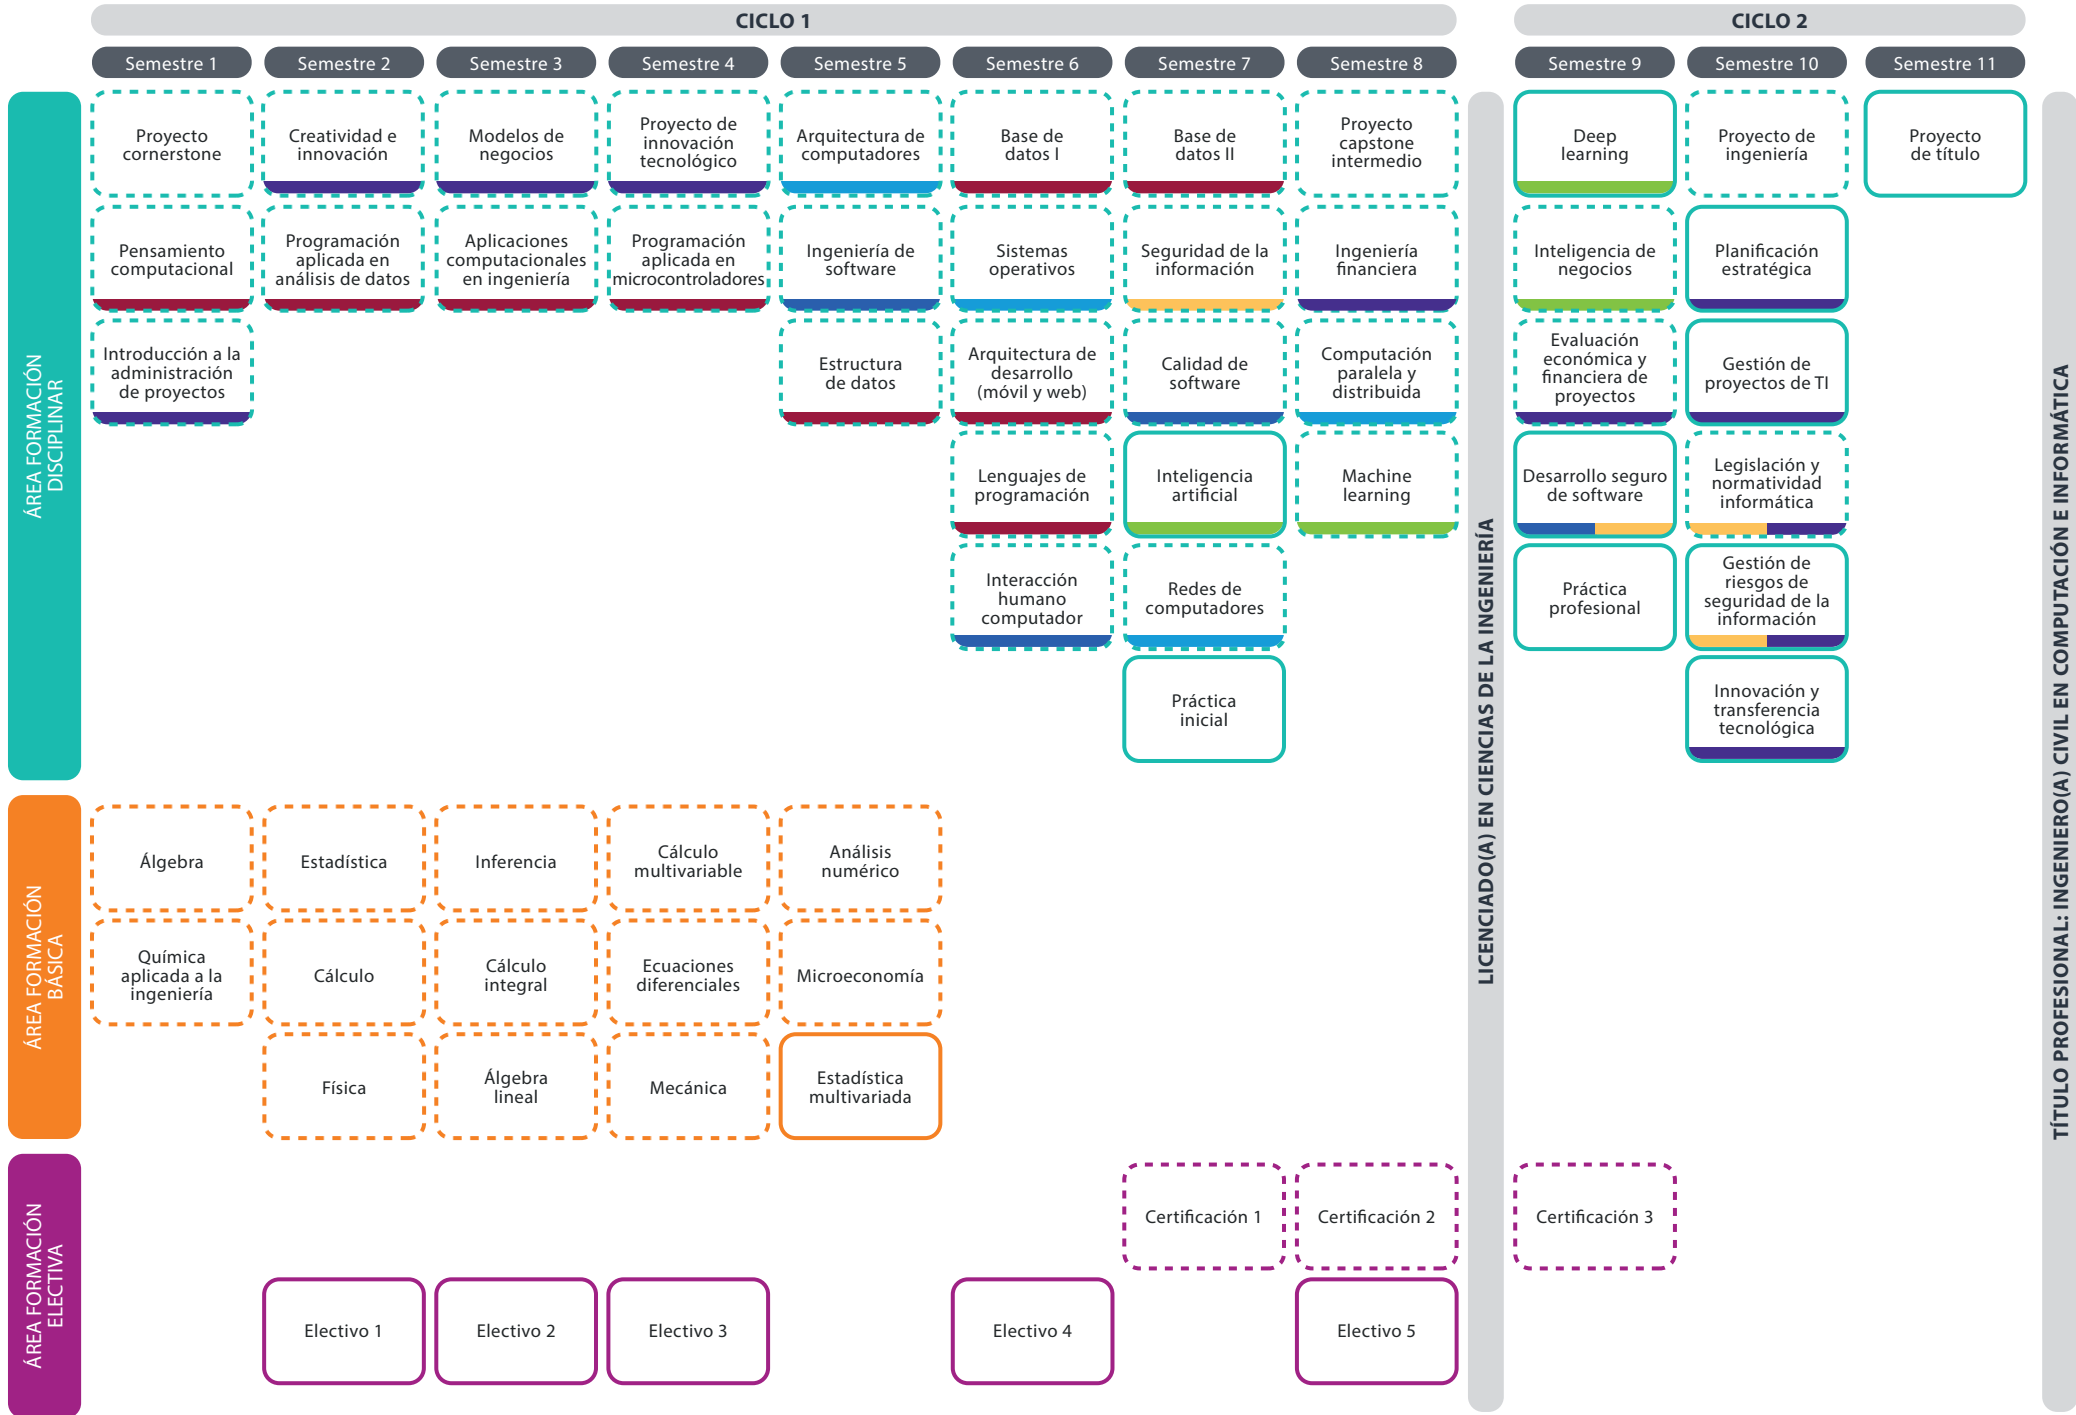 CICLO 1
CICLO 2
Semestre 1
Semestre 2
Semestre 3
Semestre 4
Semestre 5
Semestre 6
Semestre 7
Semestre 8
Semestre 9
Semestre 10
Semestre 11
ÁREA FORMACIÓN
DISCIPLINAR
Proyecto
cornerstone
Creatividad e
innovación
Modelos de
negocios
Proyecto de
innovación
tecnológico
Arquitectura de
computadores
Base de
datos I
Base de
datos II
Proyecto
capstone
intermedio
Deep
learning
Proyecto de
ingeniería
Proyecto
de título
Pensamiento
computacional
Programación
aplicada en
análisis de datos
Aplicaciones
computacionales
en ingeniería
Programación
aplicada en
microcontroladores
Ingeniería de
software
Sistemas
operativos
Seguridad de la
información
Ingeniería
financiera
Inteligencia de
negocios
Planificación
estratégica
Introducción a la
administración
de proyectos
Estructura
de datos
Arquitectura de
desarrollo
(móvil y web)
Calidad de
software
Computación
paralela y
distribuida
Evaluación
económica y
financiera de
proyectos
Gestión de
proyectos de TI
Lenguajes de
programación
Inteligencia
artificial
Machine
learning
Desarrollo seguro
de software
Legislación y
normatividad
informática
Interacción
humano
computador
Redes de
computadores
Práctica
profesional
Gestión de
riesgos de
seguridad de la
información
Práctica
inicial
Innovación y
transferencia
tecnológica
ÁREA FORMACIÓN
BÁSICA
Álgebra
Estadística
Inferencia
Cálculo
multivariable
Análisis
numérico
Química
aplicada a la
ingeniería
Cálculo
Cálculo
integral
Ecuaciones
diferenciales
Microeconomía
Física
Álgebra
lineal
Mecánica
Estadística
multivariada
ÁREA FORMACIÓN
ELECTIVA
Certificación 1
Certificación 2
Certificación 3
Electivo 1
Electivo 2
Electivo 3
Electivo 4
Electivo 5
LICENCIADO(A) EN CIENCIAS DE LA INGENIERÍA
TÍTULO PROFESIONAL: INGENIERO(A) CIVIL EN COMPUTACIÓN E INFORMÁTICA